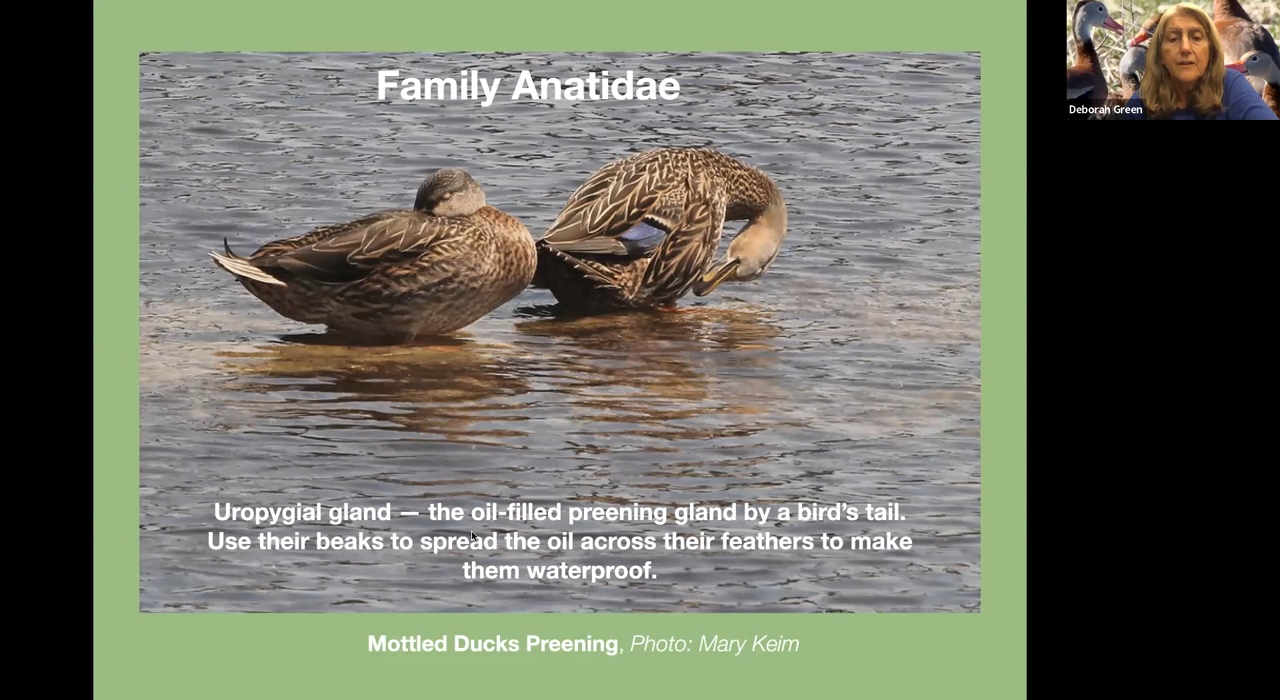 Family Anatidae
Uropygial gland — the oil-filled preening gland by a bird’s tail.
Use their beaks to spread the oil across their feathers to make
them waterproof.
Mottled Ducks Preening, Photo: Mary Keim
Deborah Green